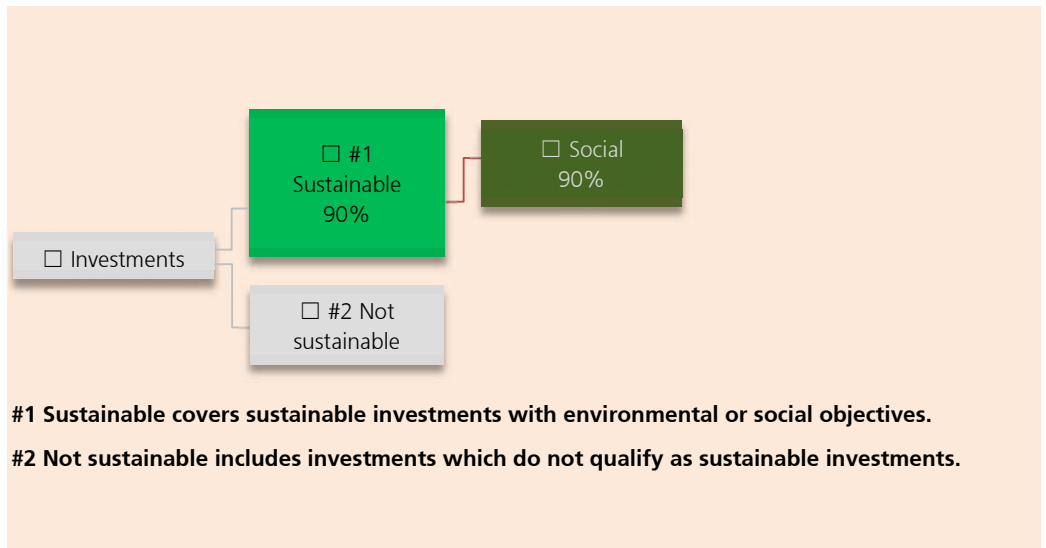 ☐ #1
Sustainable
90%
☐ Social
90%
☐ Investments
☐ #2 Not
sustainable
#1 Sustainable covers sustainable investments with environmental or social objectives.
#2 Not sustainable includes investments which do not qualify as sustainable investments.